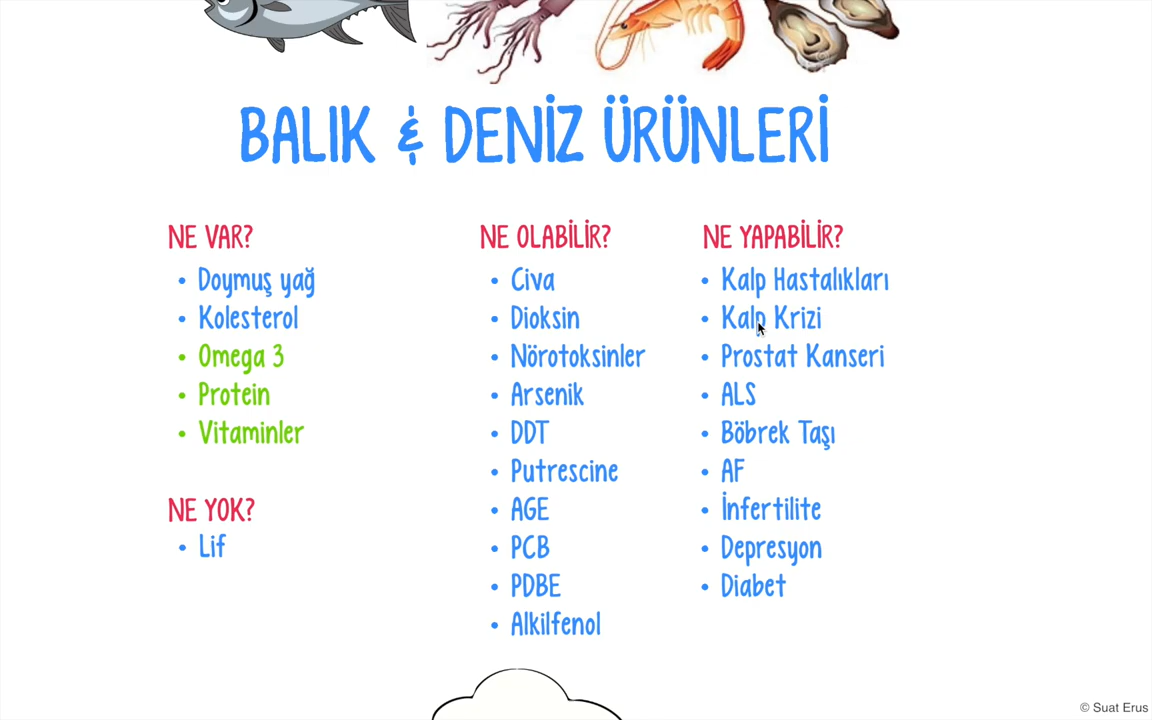 BALIK & DENİZ ÜRÜNLERİ
NE VAR?
• Doymuş yağ
• Kolesterol
• Omega 3
• Protein
• Vitaminler
NE YOK?
• Lif
NE OLABİLİR?
• Civa
• Dioksin
• Nörotoksinler
• Arsenik
• DDT
• Putrescine
• AGE
• PCB
• PDBE
• Alkilfenol
NE YAPABİLİR?
• Kalp Hastalıkları
• Kalp Krizi
• Prostat Kanseri
• ALS
• Böbrek Taşı
• AF
• İnfertilite
• Depresyon
• Diabet
© Suat Erus